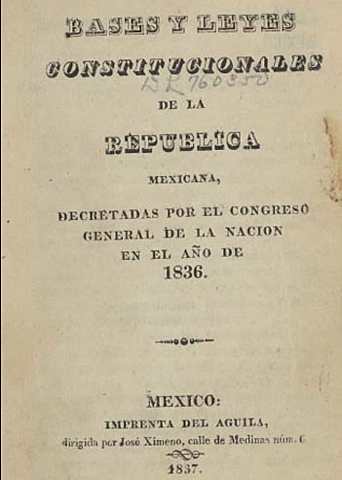 BASES Y LEYES
CONSTITUCIONALES
DL760350
DE LA
REPUBLICA
MEXICANA,
DECRETADAS POR EL CONGRESO
GENERAL DE LA NACION
EN EL AÑO DE
1836.
MEXICO:
IMPRENTA DEL AGUILA,
dirigida por José Ximeno, calle de Medinas núm. 6
1837.